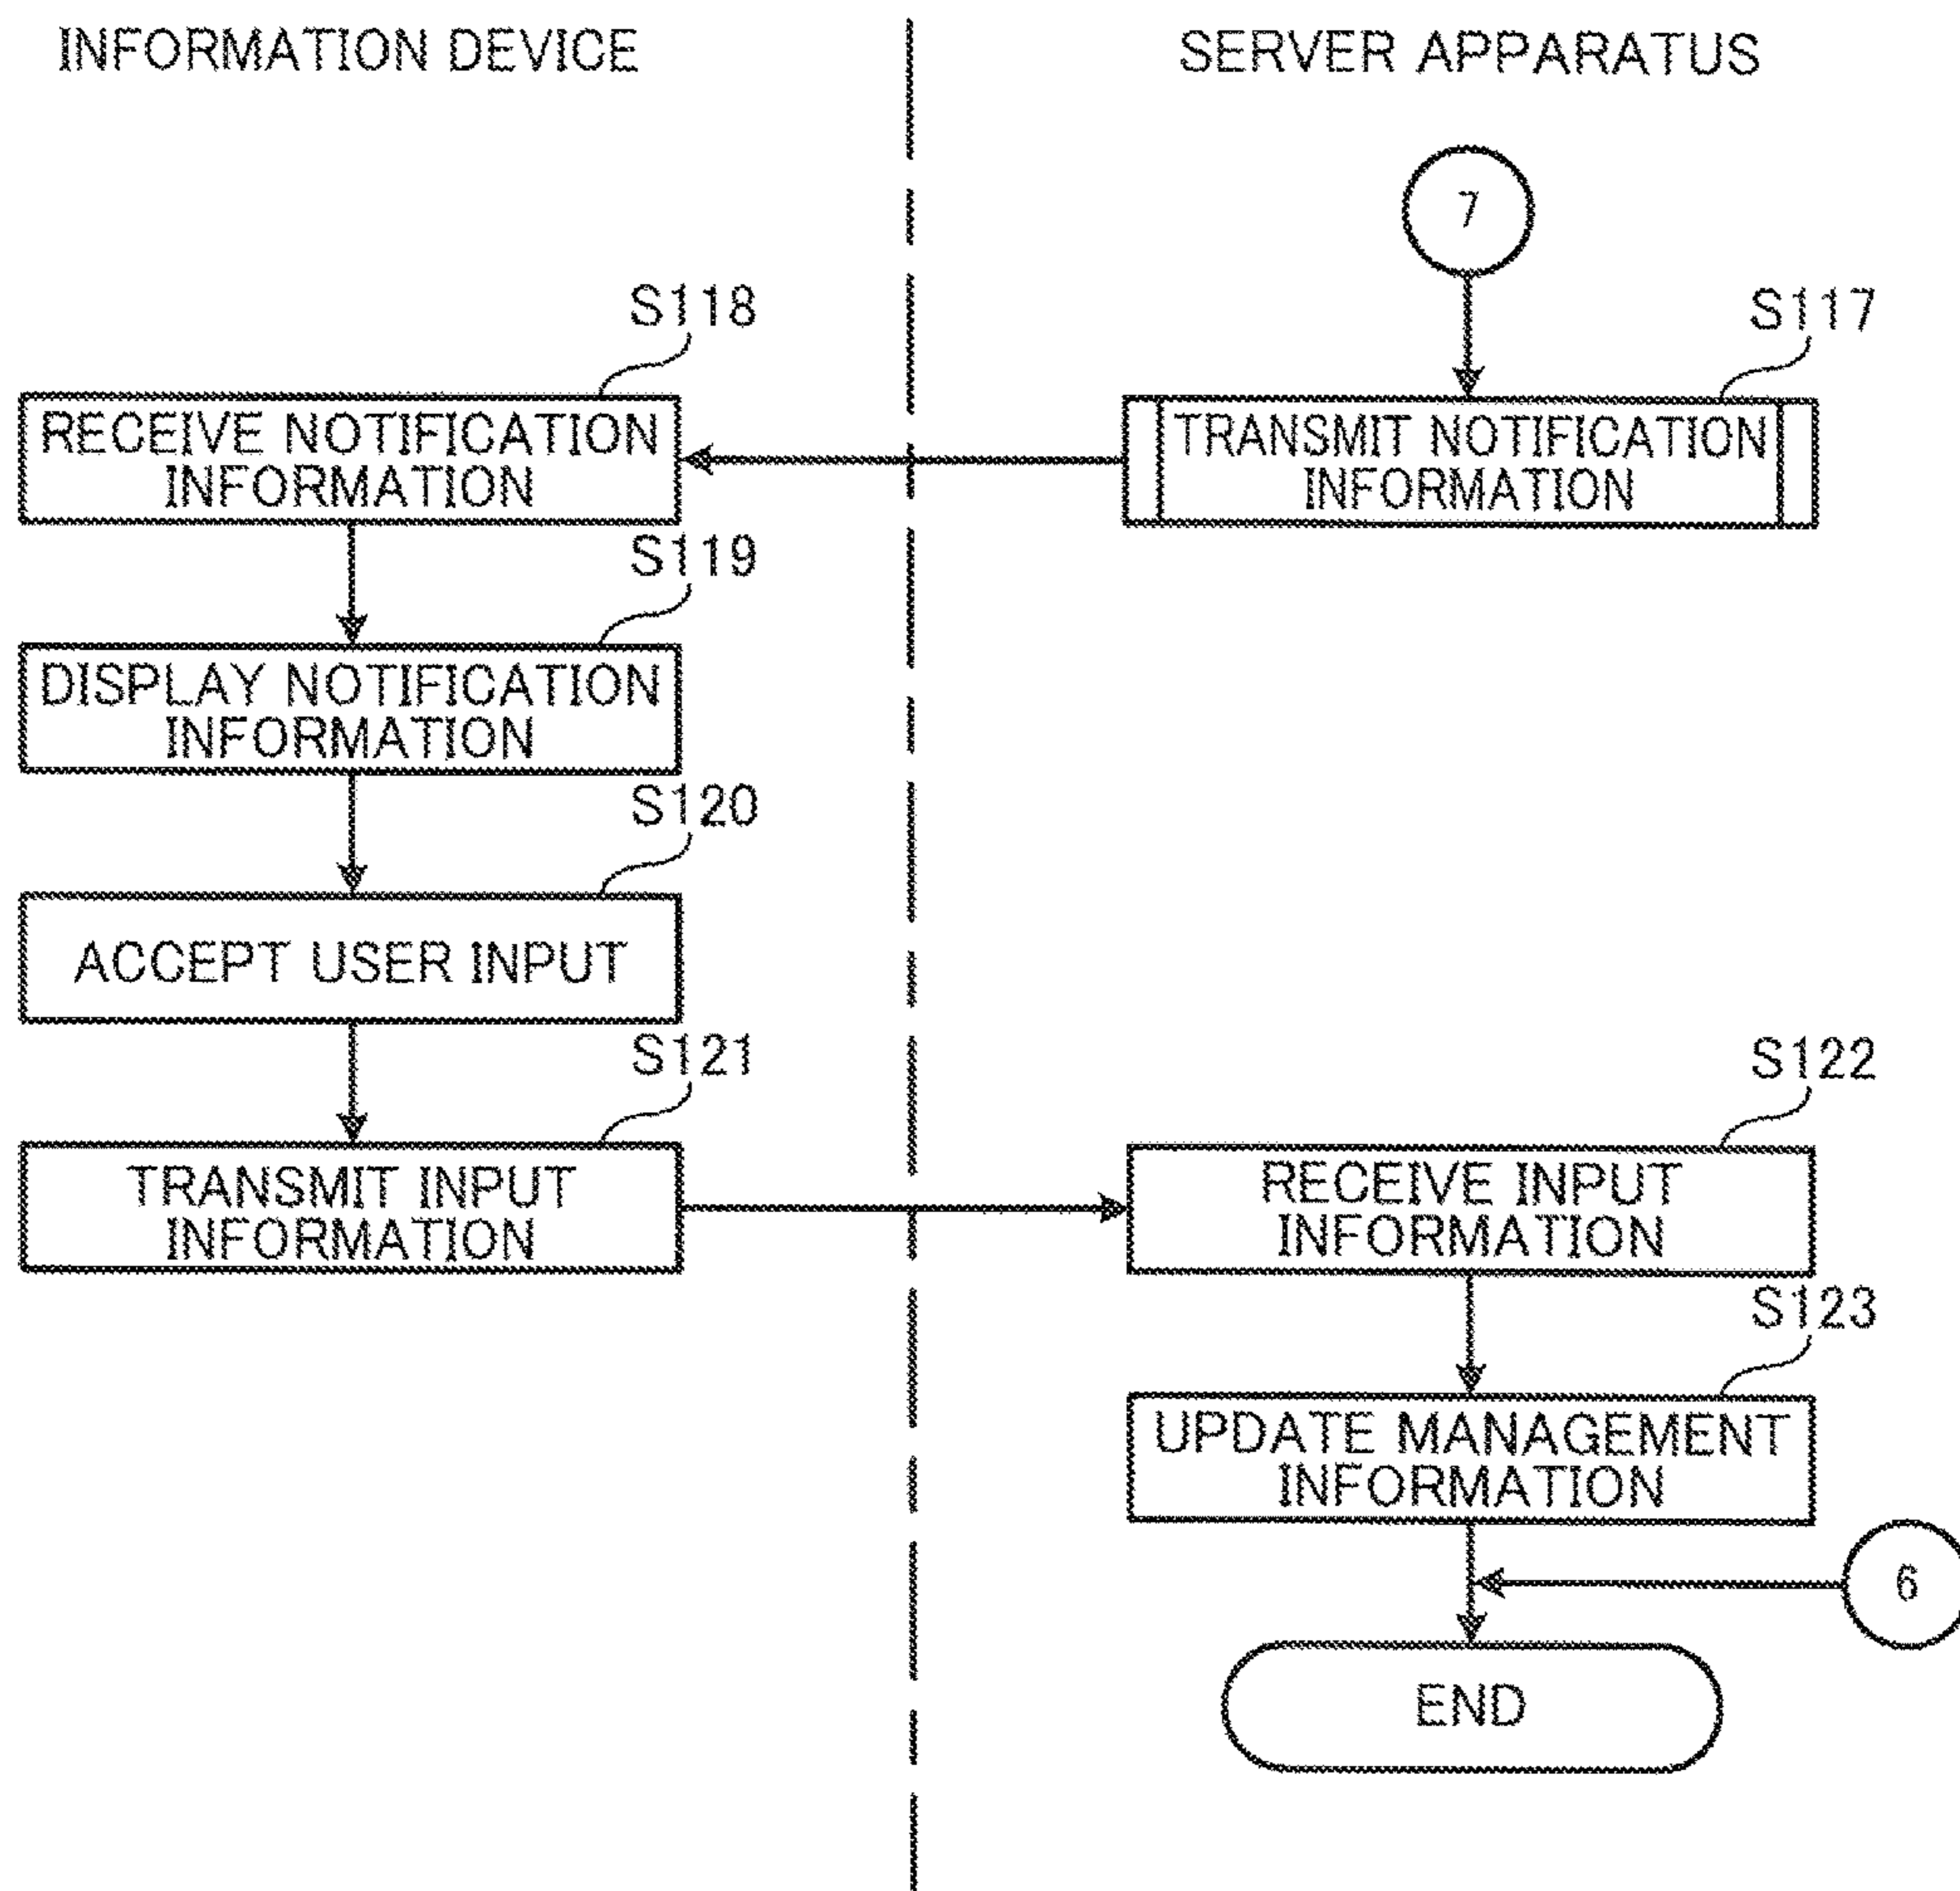 INFORMATION DEVICE
SERVER APPARATUS
7
S117
TRANSMIT NOTIFICATION
INFORMATION
S118
RECEIVE NOTIFICATION
INFORMATION
S119
DISPLAY NOTIFICATION
INFORMATION
S120
ACCEPT USER INPUT
S121
TRANSMIT INPUT
INFORMATION
S122
RECEIVE INPUT
INFORMATION
S123
UPDATE MANAGEMENT
INFORMATION
6
END